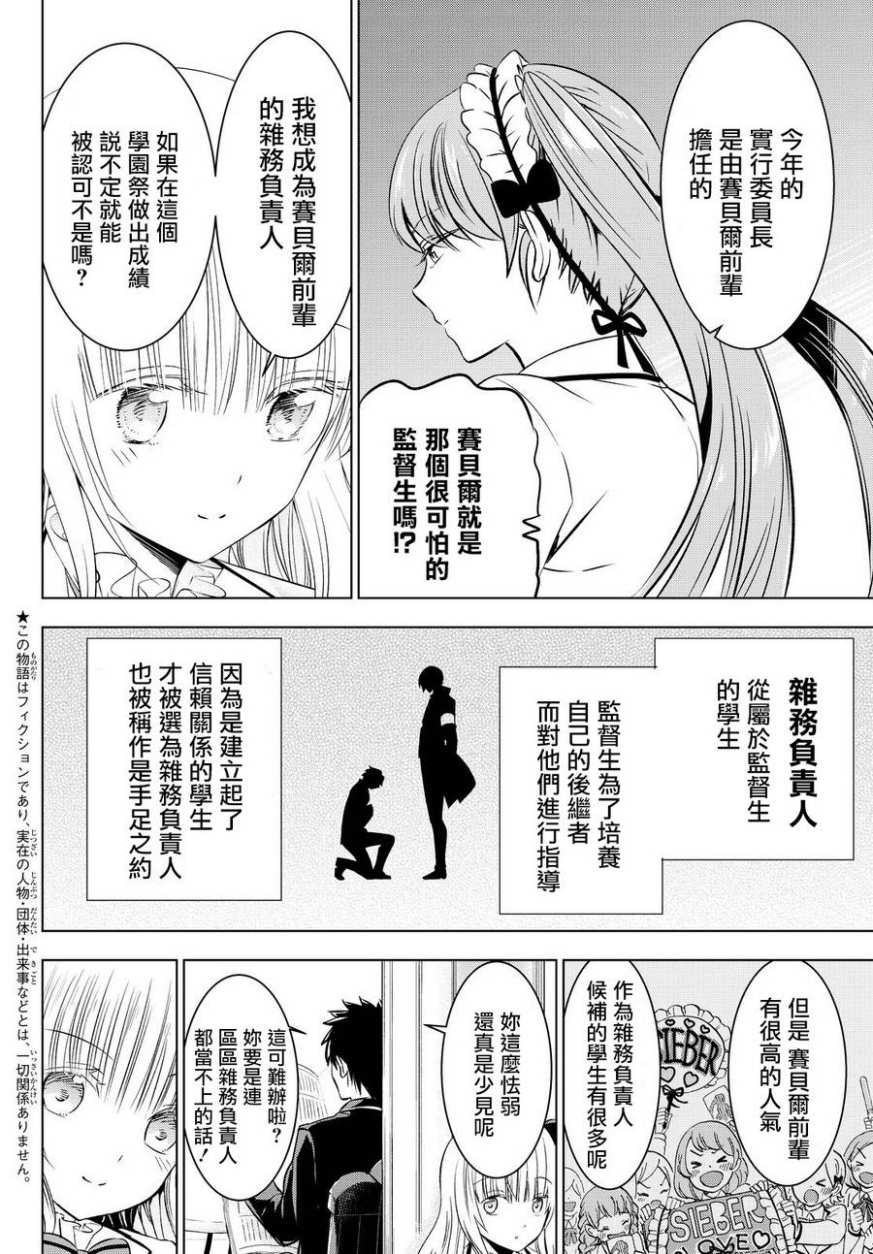 今年的
實行委員長
是由賽貝爾前輩
擔任的
賽貝爾就是
那個很可怕的
監督生嗎!?
我想成為賽貝爾前輩
的雜務負責人
如果在這個
學園祭做出成績
說不定就能
被認可不是嗎?
雜務負責人
從屬於監督生
的學生
監督生為了培養
自己的後繼者
而對他們進行指導
因為是建立起了
信賴關係的學生
才被選為雜務負責人
也被稱作是手足之約
但是 賽貝爾前輩
有很高的人氣
作為雜務負責人
候補的學生有很多呢
SIEBER
SIEBER
妳這麼怯弱
還真是少見呢
這可難辦啦?
妳要是連
區區雜務負責人
都當不上的話!
★この物語はフィクションであり、実在の人物・団体・出来事などとは、一切関係ありません。